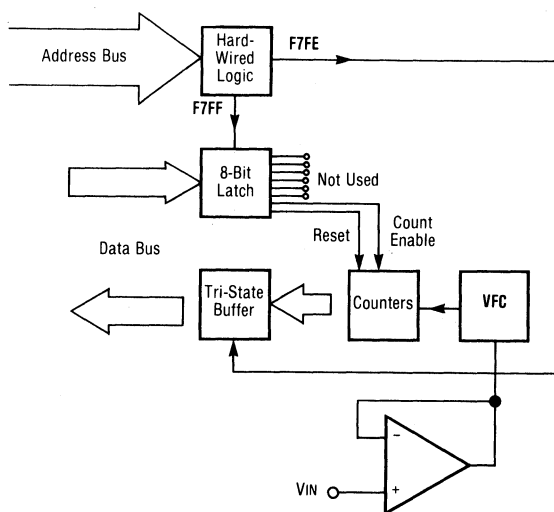 Address Bus
Hard-
Wired
Logic
F7FE
F7FF
8-Bit
Latch
Not Used
Reset
Count
Enable
Data Bus
Tri-State
Buffer
Counters
VFC
VIN
-
+